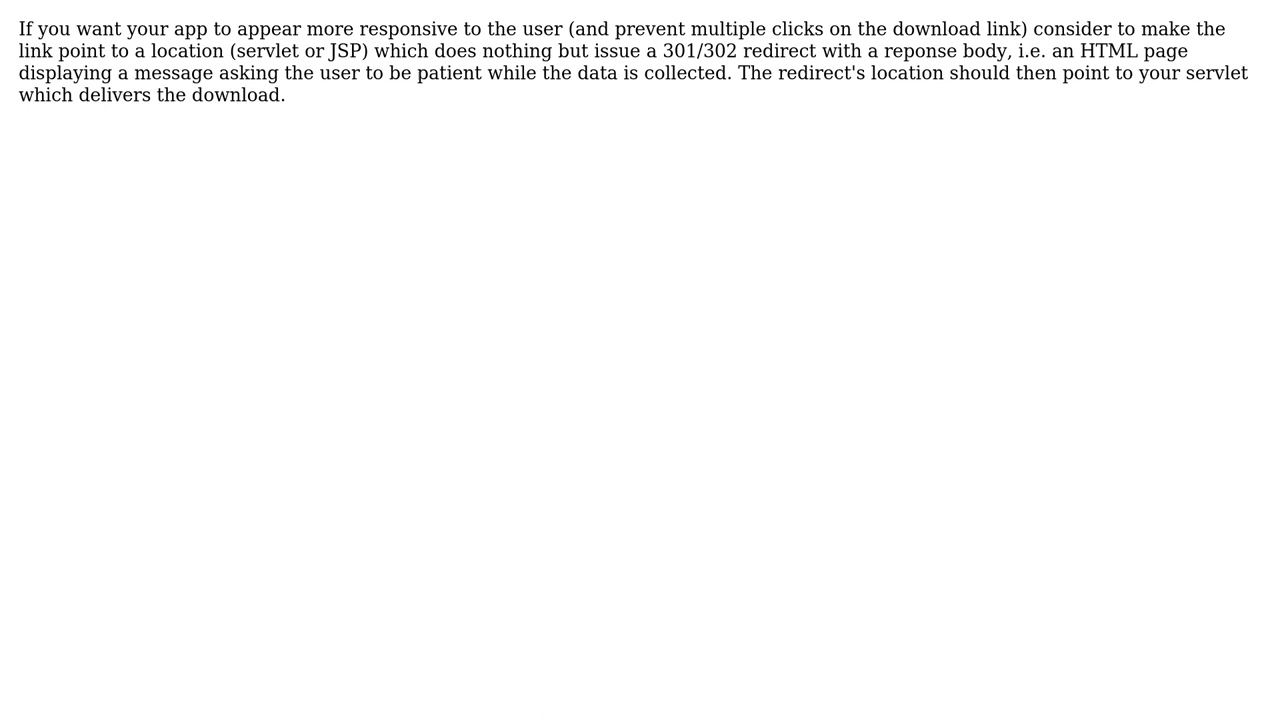 If you want your app to appear more responsive to the user (and prevent multiple clicks on the download link) consider to make the
link point to a location (servlet or JSP) which does nothing but issue a 301/302 redirect with a reponse body, i.e. an HTML page
displaying a message asking the user to be patient while the data is collected. The redirect's location should then point to your servlet
which delivers the download.